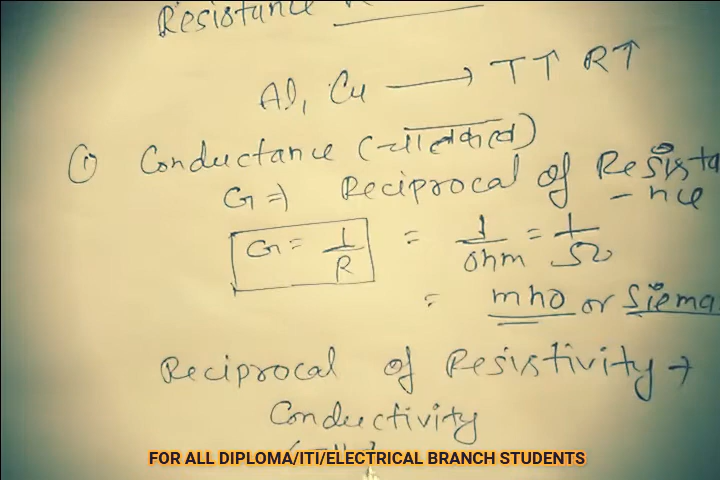 Resistance
Al, Cu → T↑ R↑
① Conductance (चालकत्व)
G ⇒ Reciprocal of Resista
- nce
G = 1/R = 1/ohm = 1/Ω
= mho or Siema
Reciprocal of Resistivity →
Conductivity
FOR ALL DIPLOMA/ITI/ELECTRICAL BRANCH STUDENTS